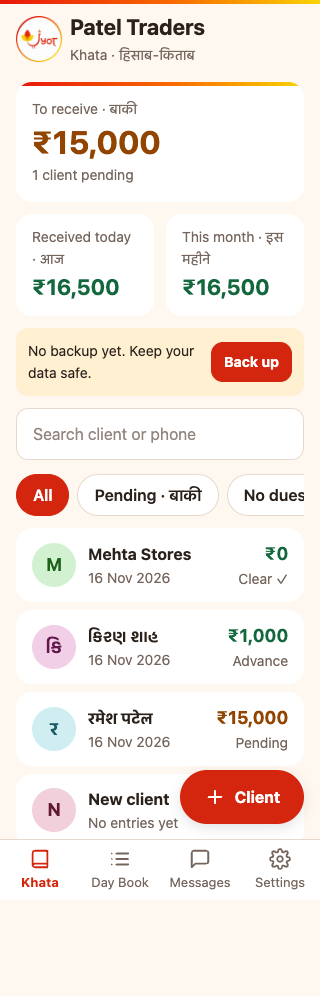 Jyot
Patel Traders
Khata · हिसाब-किताब
To receive · बाकी
₹15,000
1 client pending
Received today
· आज
₹16,500
This month · इस
महीने
₹16,500
No backup yet. Keep your
data safe.
Back up
Search client or phone
All
Pending · बाकी
No dues
M
Mehta Stores
16 Nov 2026
₹0
Clear ✓
કિ
કિરણ શાહ
16 Nov 2026
₹1,000
Advance
र
रमेश पटेल
16 Nov 2026
₹15,000
Pending
N
New client
No entries yet
+ Client
Khata
Day Book
Messages
Settings